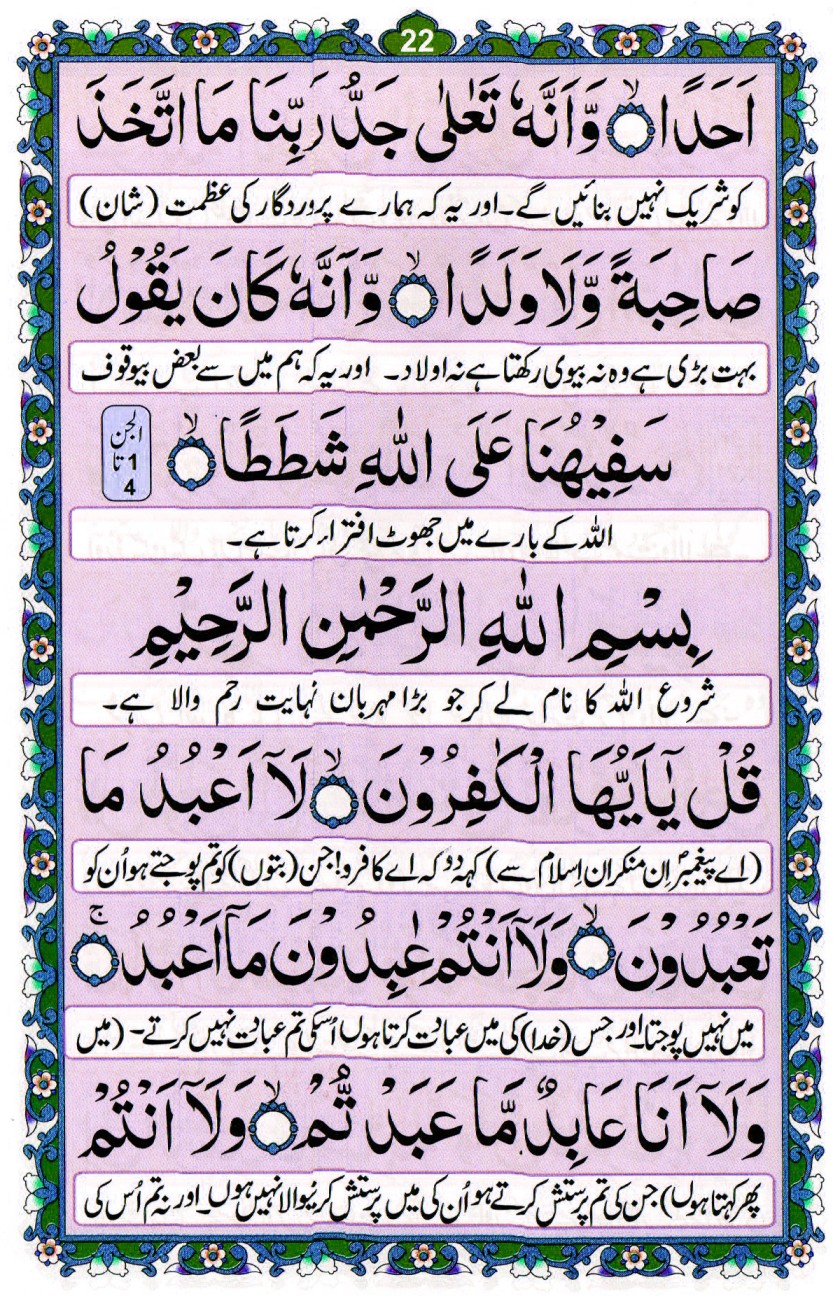 22
اَحَدًاۙ وَّاَنَّهٗ تَعٰلٰى جَدُّ رَبِّنَا مَا اتَّخَذَ
کو شریک نہیں بنائیں گے۔ اور یہ کہ ہمارے پروردگار کی عظمت (شان)
صَاحِبَةً وَّلَا وَلَدًاۙ وَّاَنَّهٗ كَانَ يَقُوْلُ
بہت بڑی ہے وہ نہ بیوی رکھتا ہے نہ اولاد۔ اور یہ کہ ہم میں سے بعض بیوقوف
سَفِيْهُنَا عَلَى اللّٰهِ شَطَطًاۙ
الجن
1 تا
4
اللہ کے بارے میں جھوٹ افتراء کرتا ہے۔
بِسْمِ اللّٰهِ الرَّحْمٰنِ الرَّحِيْمِ
شروع اللہ کا نام لے کر جو بڑا مہربان نہایت رحم والا ہے۔
قُلْ يٰٓاَيُّهَا الْكٰفِرُوْنَۙ لَآ اَعْبُدُ مَا
(اے پیغمبرؐ اِن منکران اِسلام سے) کہہ دو کہ اے کافرو! جن (بتوں) کو تم پوجتے ہو اُن کو
تَعْبُدُوْنَۙ وَلَآ اَنْتُمْ عٰبِدُوْنَ مَآ اَعْبُدُۚ
میں نہیں پوجتا۔ اور جس (خدا) کی میں عبادت کرتا ہوں اُسکی تم عبادت نہیں کرتے۔ (میں
وَلَآ اَنَا عَابِدٌ مَّا عَبَدْتُّمْۙ وَلَآ اَنْتُمْ
پھر کہتا ہوں) جن کی تم پرستش کرتے ہو اُن کی میں پرستش کرنیوالا نہیں ہوں۔ اور نہ تم اُس کی